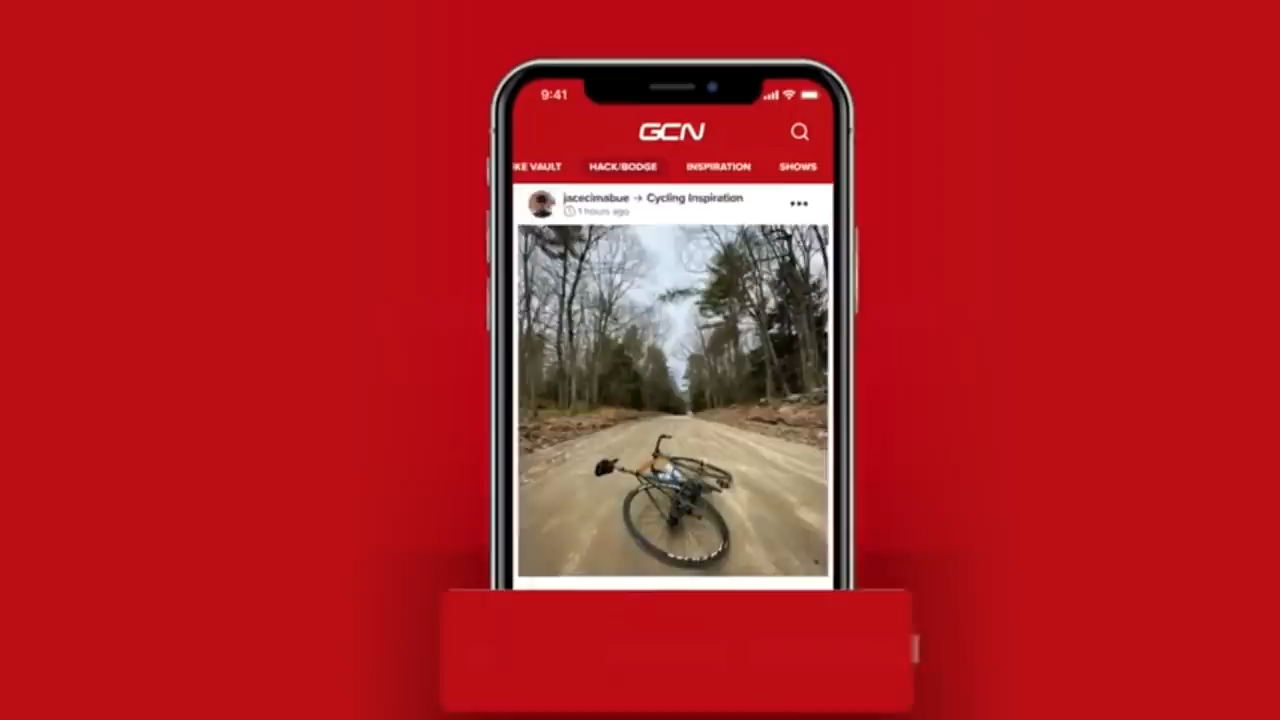 9:41
GCN
KE VAULT HACK/BODGE INSPIRATION SHOWS
jacecimabue → Cycling Inspiration
1 hours ago